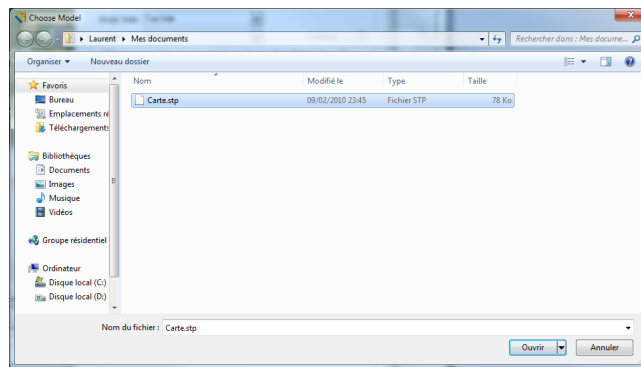 Choose Model
Laurent ▸ Mes documents
Rechercher dans : Mes docume...
Organiser
Nouveau dossier
Nom
Modifié le
Type
Taille
Carte.stp
09/02/2010 23:45
Fichier STP
78 Ko
Favoris
Bureau
Emplacements ré
Téléchargements
Bibliothèques
Documents
Images
Musique
Vidéos
Groupe résidentiel
Ordinateur
Disque local (C:)
Disque local (D:)
Nom du fichier : Carte.stp
Ouvrir
Annuler